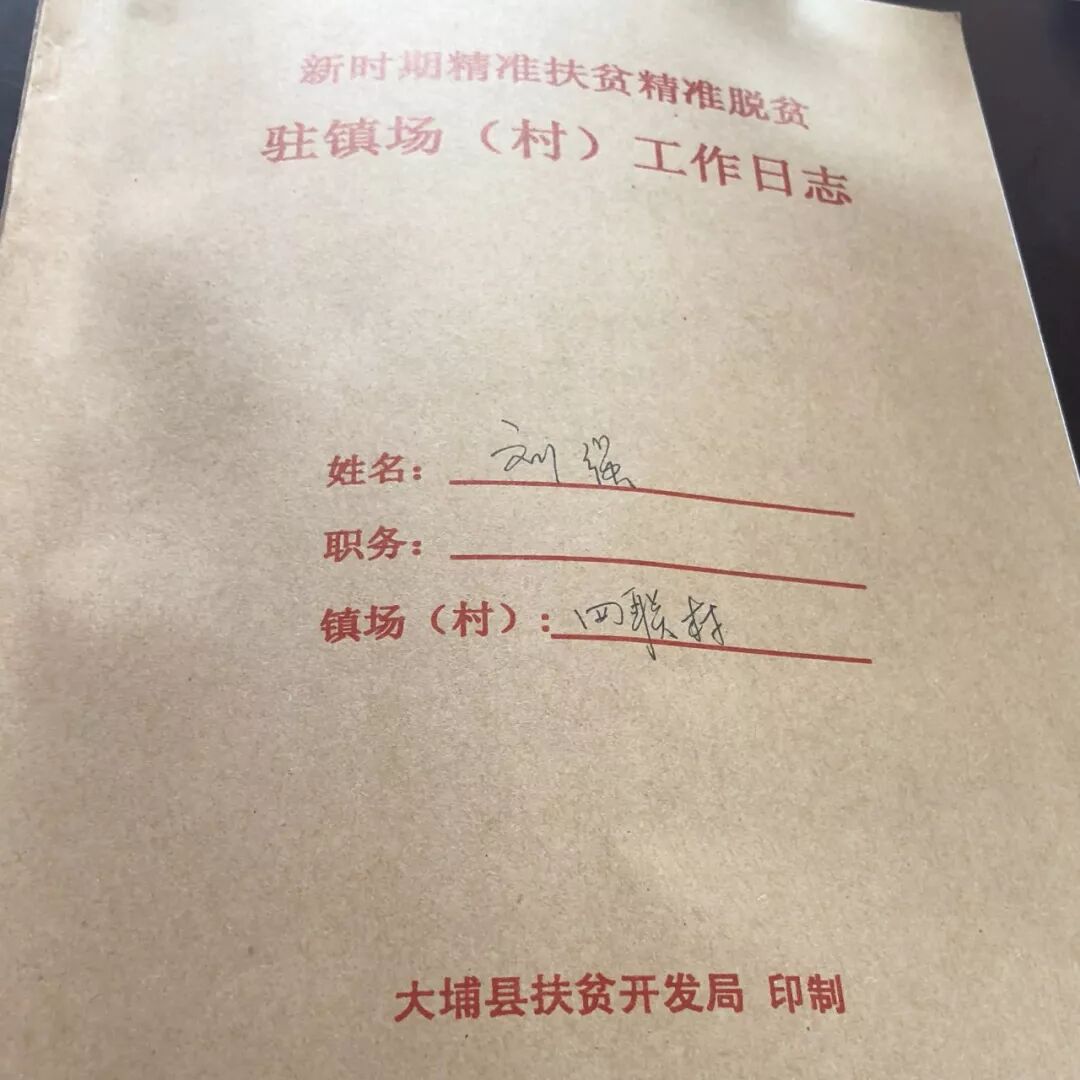 新时期精准扶贫精准脱贫
驻镇场（村）工作日志
姓名：刘强
职务：
镇场（村）：四联村
大埔县扶贫开发局 印制